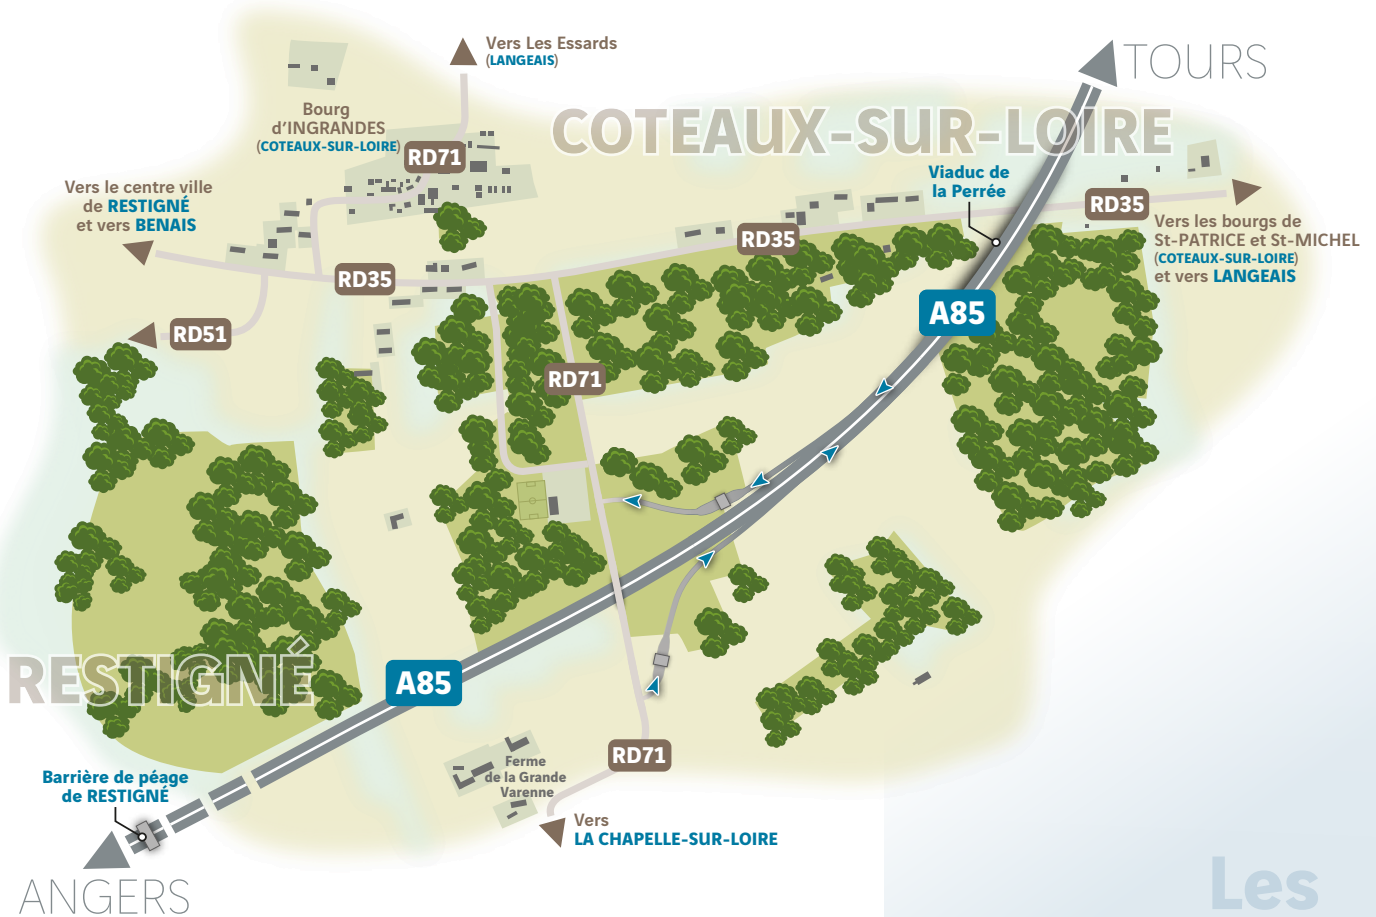 Vers Les Essards
(LANGEAIS)
TOURS
Bourg
d'INGRANDES
(COTEAUX-SUR-LOIRE)
COTEAUX-SUR-LOIRE
RD71
Viaduc de
la Perrée
Vers le centre ville
de RESTIGNÉ
et vers BENAIS
RD35
Vers les bourgs de
St-PATRICE et St-MICHEL
(COTEAUX-SUR-LOIRE)
et vers LANGEAIS
RD35
RD35
A85
RD51
RD71
RESTIGNÉ
A85
RD71
Ferme
de la Grande
Varenne
Barrière de péage
de RESTIGNÉ
Vers
LA CHAPELLE-SUR-LOIRE
ANGERS
Les